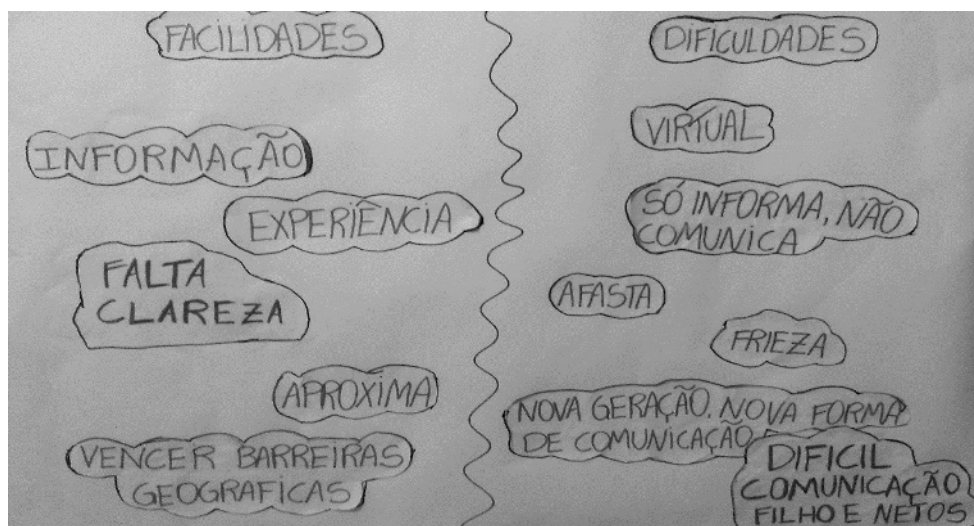 FACILIDADES
INFORMAÇÃO
EXPERIÊNCIA
FALTA
CLAREZA
APROXIMA
VENCER BARREIRAS
GEOGRAFICAS
DIFICULDADES
VIRTUAL
SÓ INFORMA, NÃO
COMUNICA
AFASTA
FRIEZA
NOVA GERAÇÃO. NOVA FORMA
DE COMUNICAÇÃO
DIFICIL
COMUNICAÇÃO
FILHO E NETOS